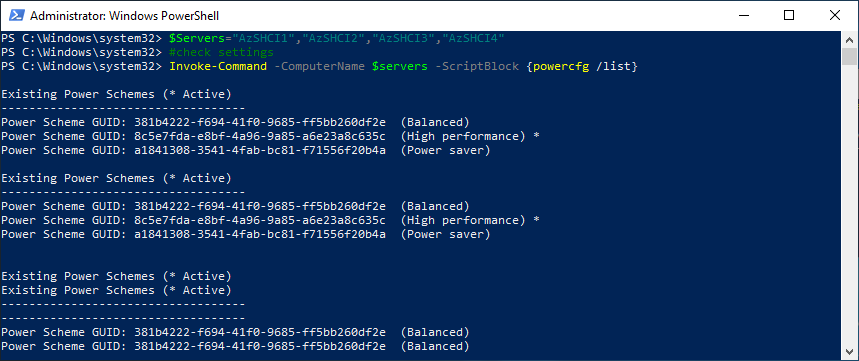 Administrator: Windows PowerShell
PS C:\Windows\system32> $Servers="AzSHCI1","AzSHCI2","AzSHCI3","AzSHCI4"
PS C:\Windows\system32> #check settings
PS C:\Windows\system32> Invoke-Command -ComputerName $servers -ScriptBlock {powercfg /list}
Existing Power Schemes (* Active)
-----------------------------------
Power Scheme GUID: 381b4222-f694-41f0-9685-ff5bb260df2e  (Balanced)
Power Scheme GUID: 8c5e7fda-e8bf-4a96-9a85-a6e23a8c635c  (High performance) *
Power Scheme GUID: a1841308-3541-4fab-bc81-f71556f20b4a  (Power saver)
Existing Power Schemes (* Active)
-----------------------------------
Power Scheme GUID: 381b4222-f694-41f0-9685-ff5bb260df2e  (Balanced)
Power Scheme GUID: 8c5e7fda-e8bf-4a96-9a85-a6e23a8c635c  (High performance) *
Power Scheme GUID: a1841308-3541-4fab-bc81-f71556f20b4a  (Power saver)
Existing Power Schemes (* Active)
Existing Power Schemes (* Active)
-----------------------------------
-----------------------------------
Power Scheme GUID: 381b4222-f694-41f0-9685-ff5bb260df2e  (Balanced)
Power Scheme GUID: 381b4222-f694-41f0-9685-ff5bb260df2e  (Balanced)